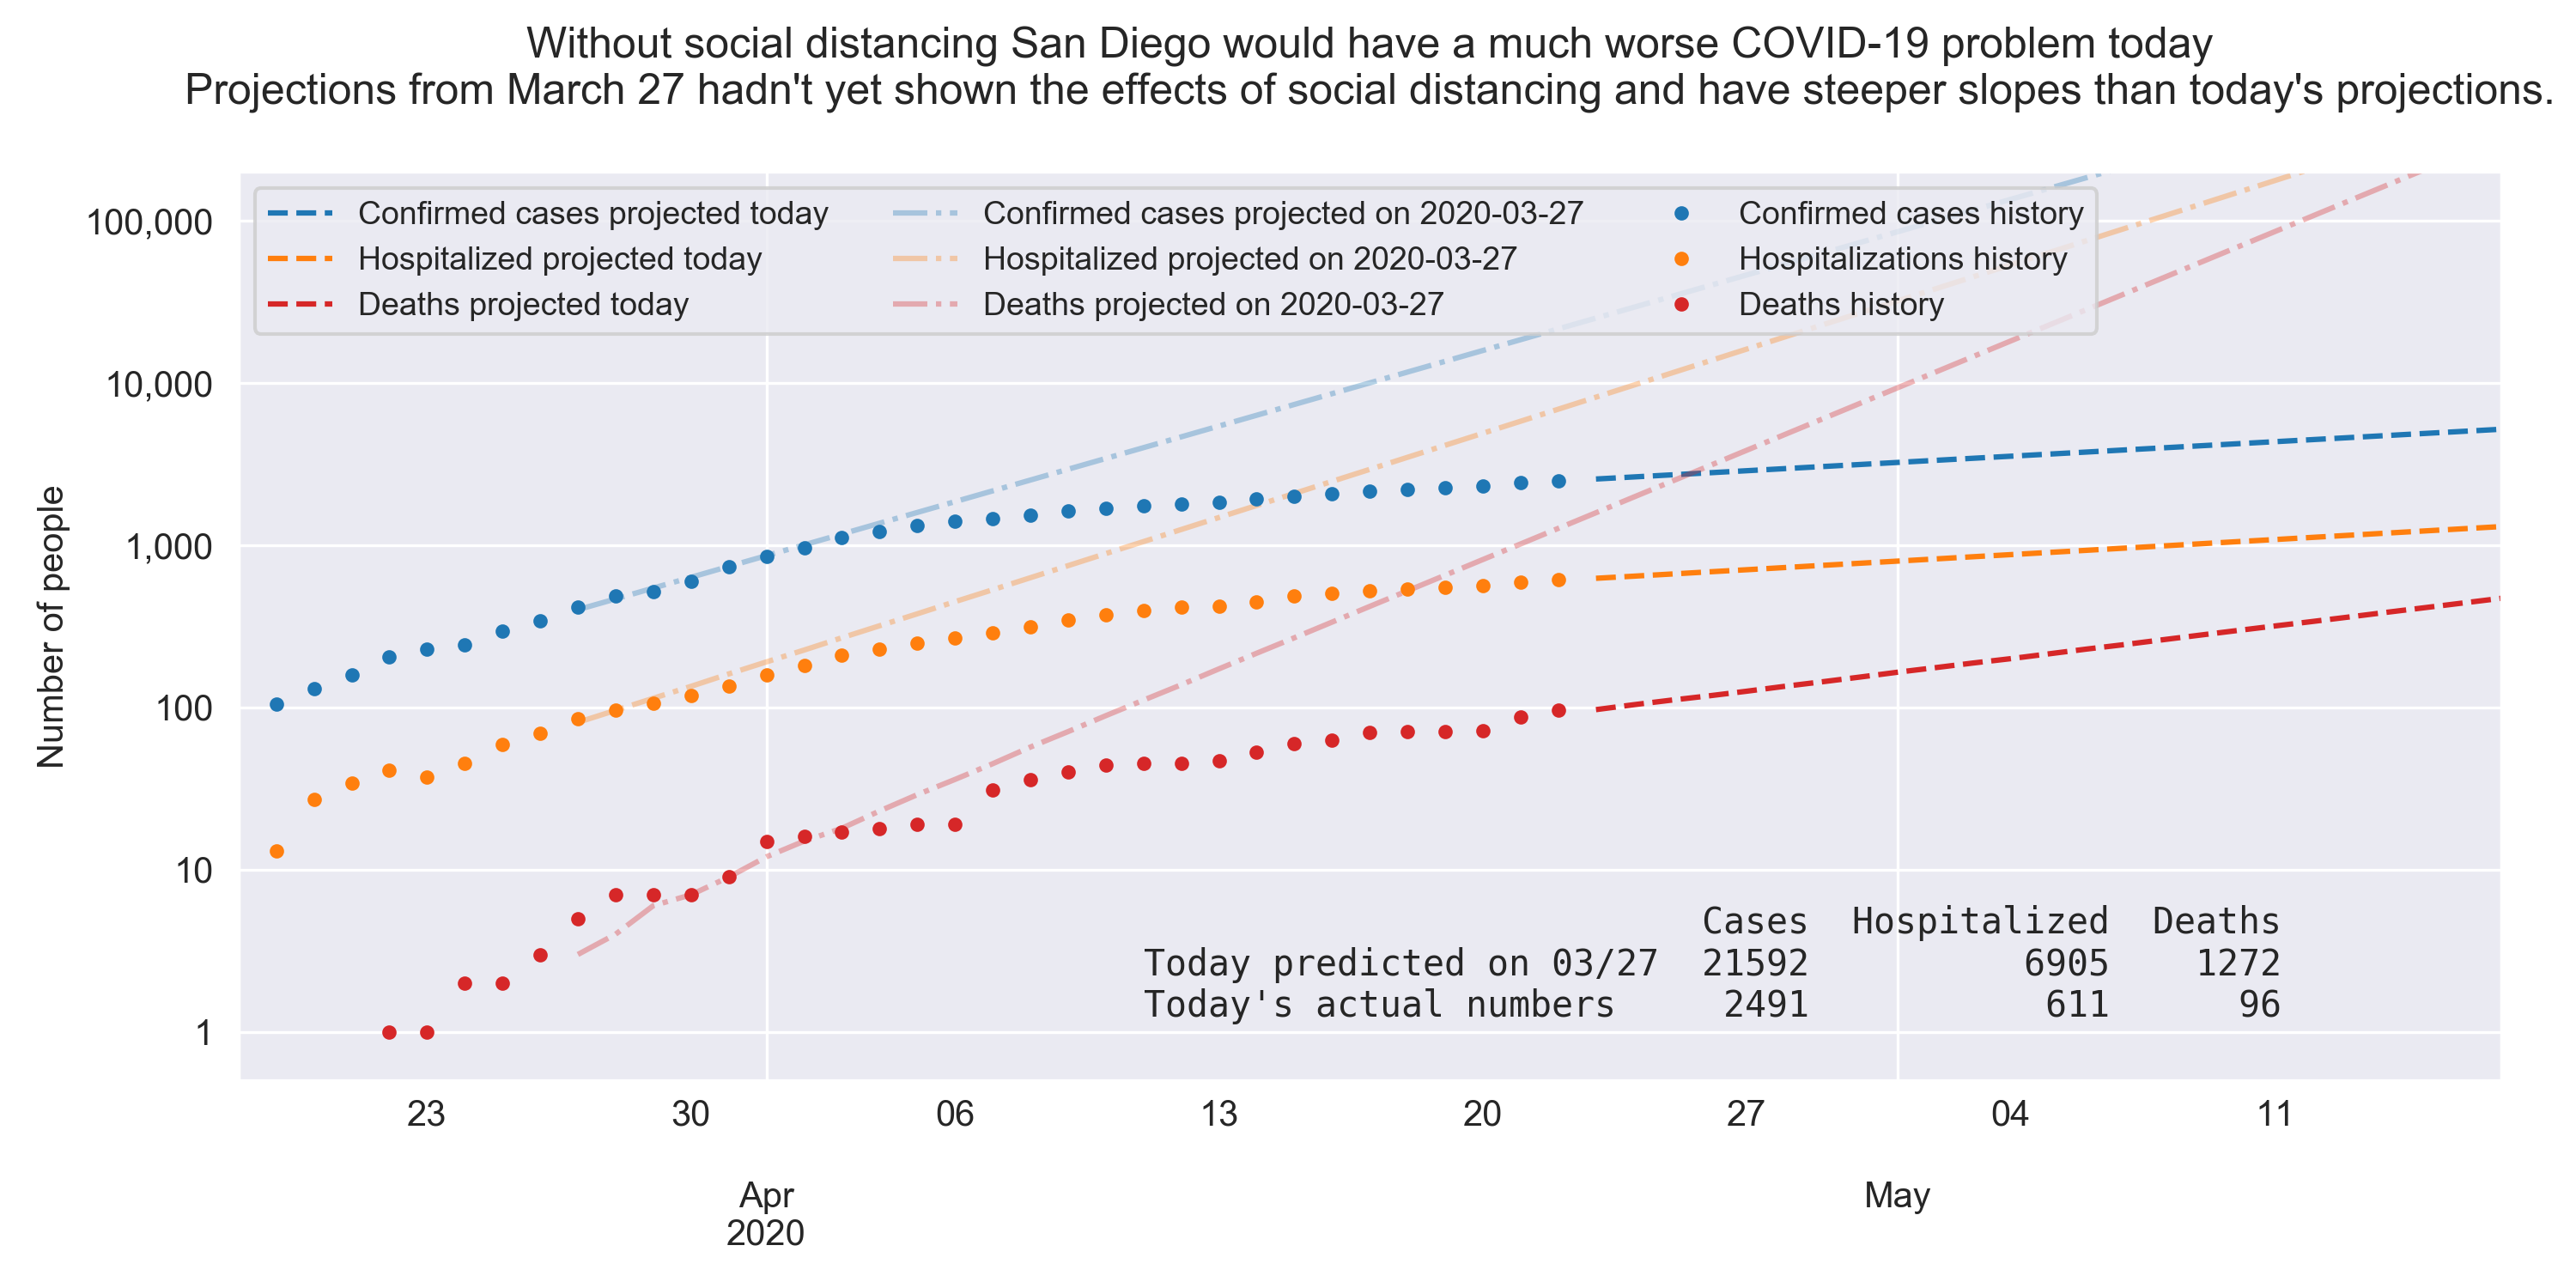 Without social distancing San Diego would have a much worse COVID-19 problem today
Projections from March 27 hadn't yet shown the effects of social distancing and have steeper slopes than today's projections.
Confirmed cases projected today
Hospitalized projected today
Deaths projected today
Confirmed cases projected on 2020-03-27
Hospitalized projected on 2020-03-27
Deaths projected on 2020-03-27
Confirmed cases history
Hospitalizations history
Deaths history
Number of people
100,000
10,000
1,000
100
10
1
Cases Hospitalized Deaths
Today predicted on 03/27 21592 6905 1272
Today's actual numbers 2491 611 96
23 30 06 13 20 27 04 11
Apr May
2020